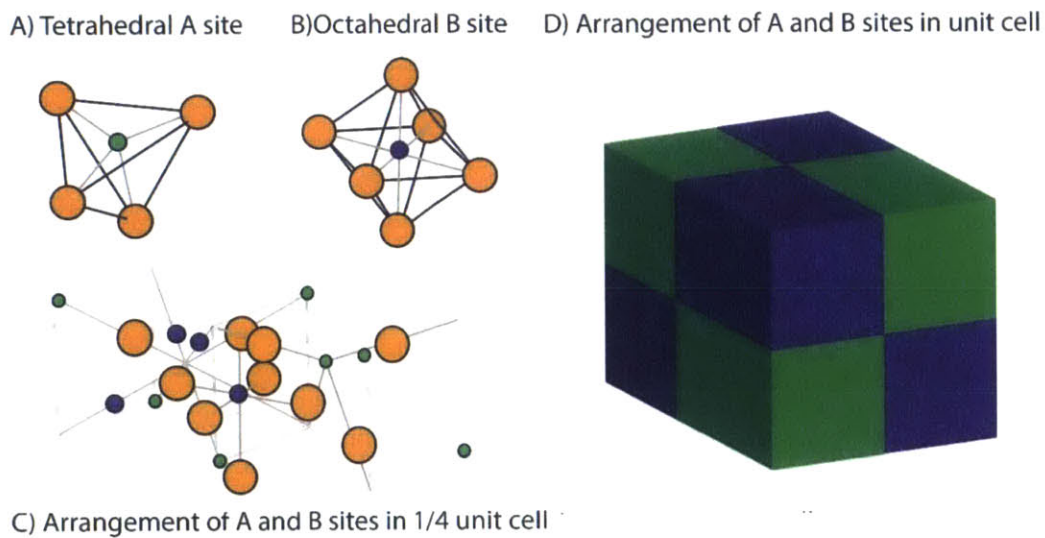 A) Tetrahedral A site
B)Octahedral B site
D) Arrangement of A and B sites in unit cell
C) Arrangement of A and B sites in 1/4 unit cell